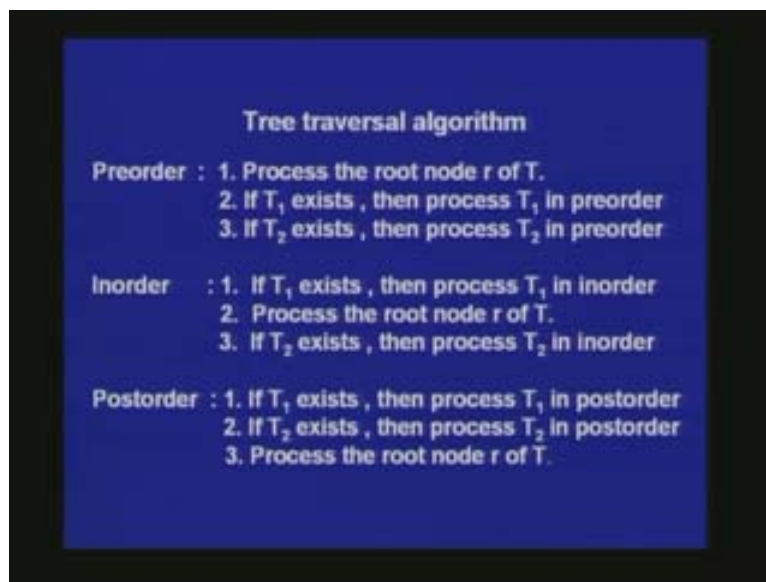 Tree traversal algorithm
Preorder : 1. Process the root node r of T.
2. If T₁ exists , then process T₁ in preorder
3. If T₂ exists , then process T₂ in preorder
Inorder : 1. If T₁ exists , then process T₁ in inorder
2. Process the root node r of T.
3. If T₂ exists , then process T₂ in inorder
Postorder : 1. If T₁ exists , then process T₁ in postorder
2. If T₂ exists , then process T₂ in postorder
3. Process the root node r of T.